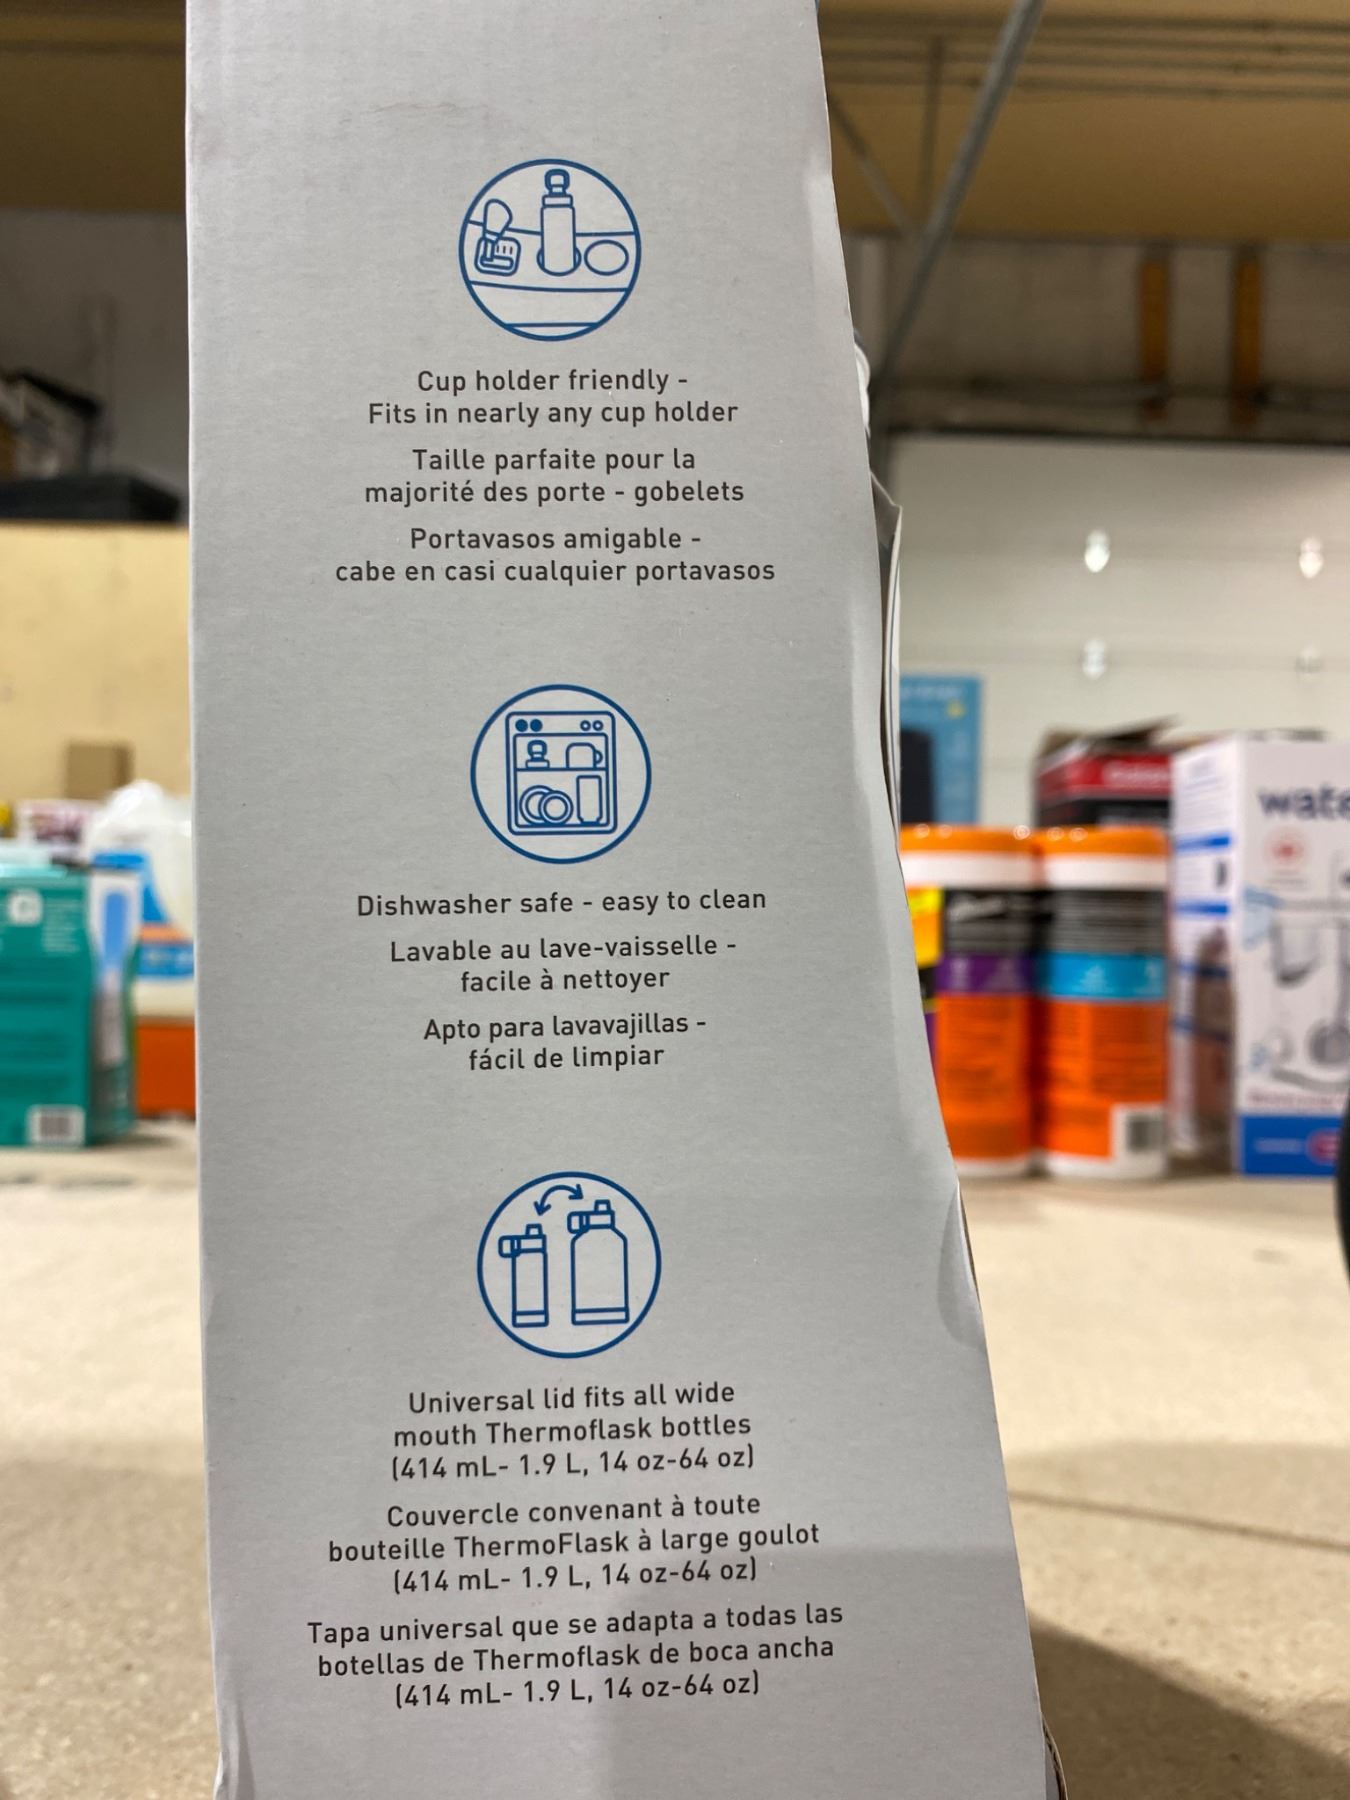 Cup holder friendly -
Fits in nearly any cup holder
Taille parfaite pour la
majorité des porte - gobelets
Portavasos amigable -
cabe en casi cualquier portavasos
Dishwasher safe - easy to clean
Lavable au lave-vaisselle -
facile à nettoyer
Apto para lavavajillas -
fácil de limpiar
Universal lid fits all wide
mouth Thermoflask bottles
(414 mL- 1.9 L, 14 oz-64 oz)
Couvercle convenant à toute
bouteille ThermoFlask à large goulot
(414 mL- 1.9 L, 14 oz-64 oz)
Tapa universal que se adapta a todas las
botellas de Thermoflask de boca ancha
(414 mL- 1.9 L, 14 oz-64 oz)